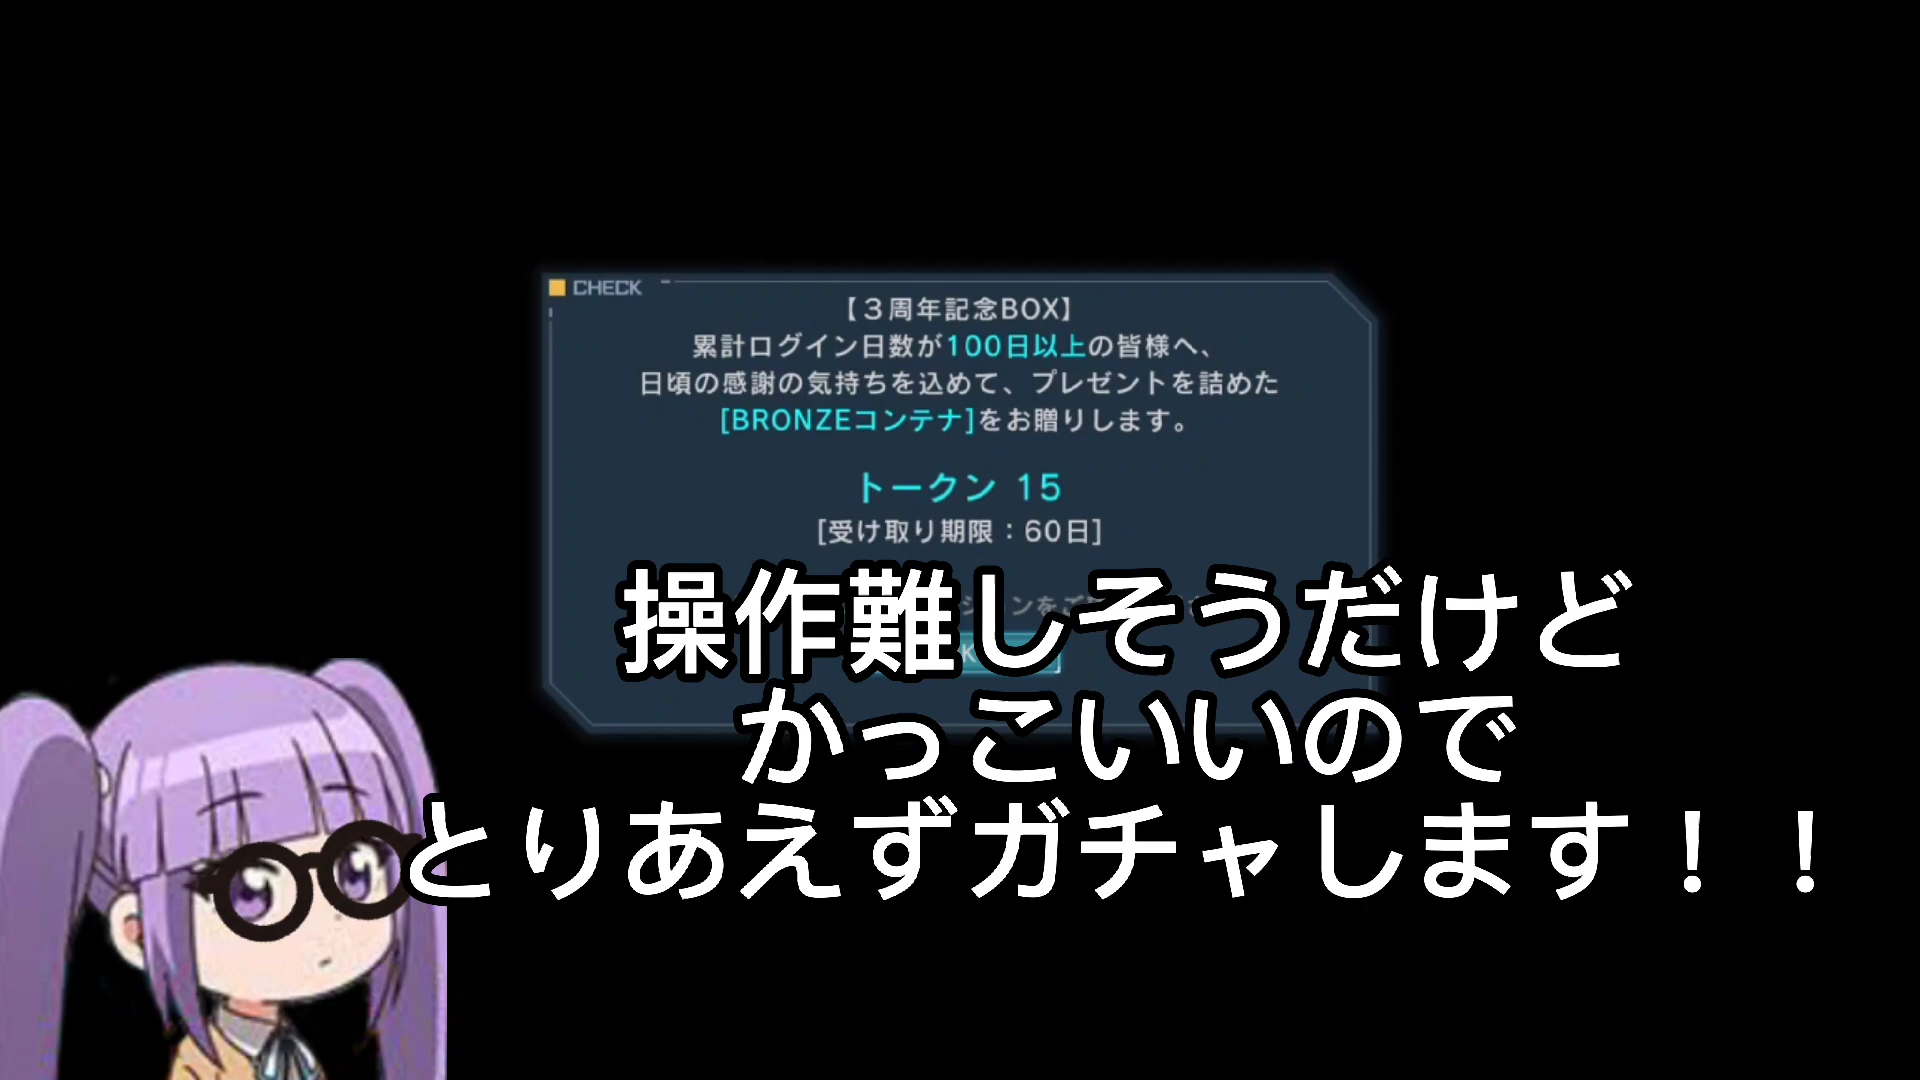 CHECK
【３周年記念BOX】
累計ログイン日数が100日以上の皆様へ、
日頃の感謝の気持ちを込めて、プレゼントを詰めた
[BRONZEコンテナ]をお贈りします。
トークン 15
[受け取り期限：60日]
ンをご
操作難しそうだけど
かっこいいので
とりあえずガチャします！！